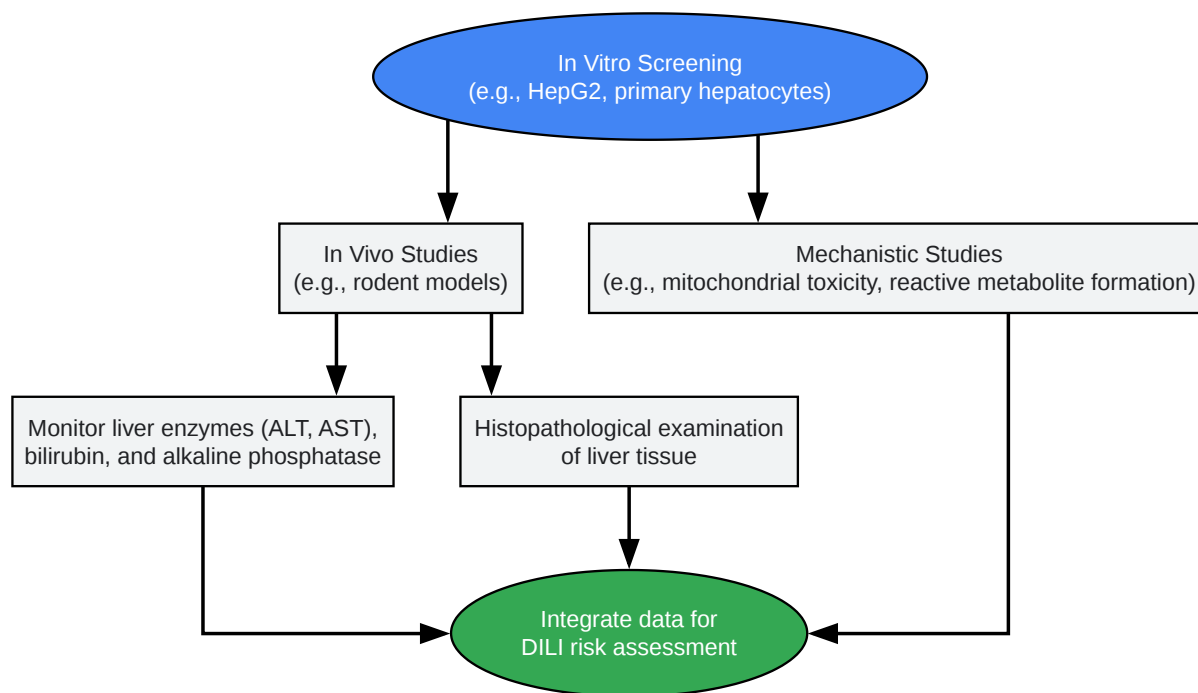 In Vitro Screening
(e.g., HepG2, primary hepatocytes)
In Vivo Studies
(e.g., rodent models)
Mechanistic Studies
(e.g., mitochondrial toxicity, reactive metabolite formation)
Monitor liver enzymes (ALT, AST),
bilirubin, and alkaline phosphatase
Histopathological examination
of liver tissue
Integrate data for
DILI risk assessment